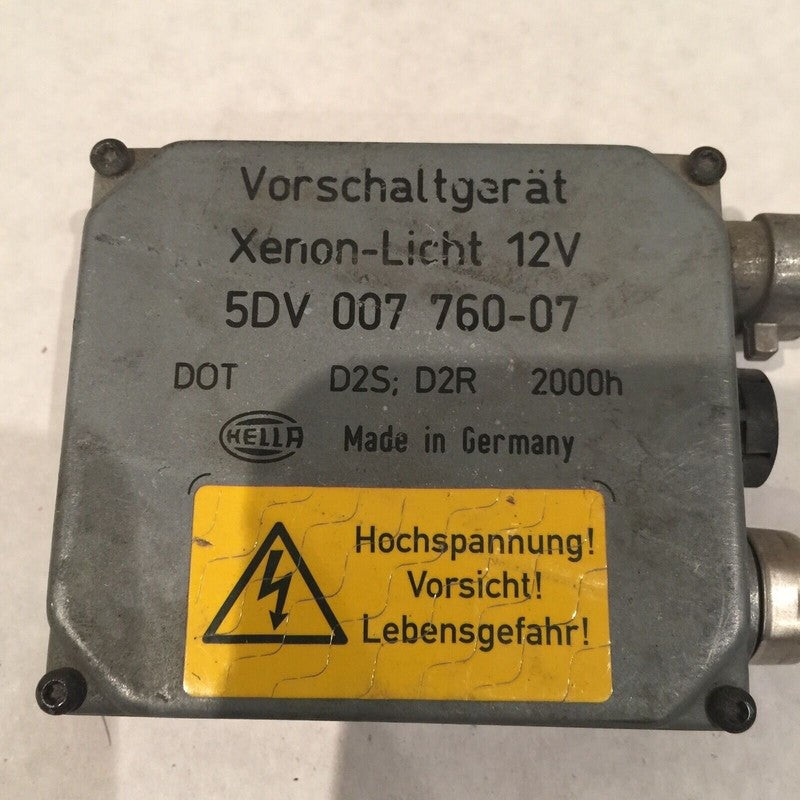 Vorschaltgerät
Xenon-Licht 12V
5DV 007 760-07
DOT D2S; D2R 2000h
HELLA Made in Germany
Hochspannung!
Vorsicht!
Lebensgefahr!